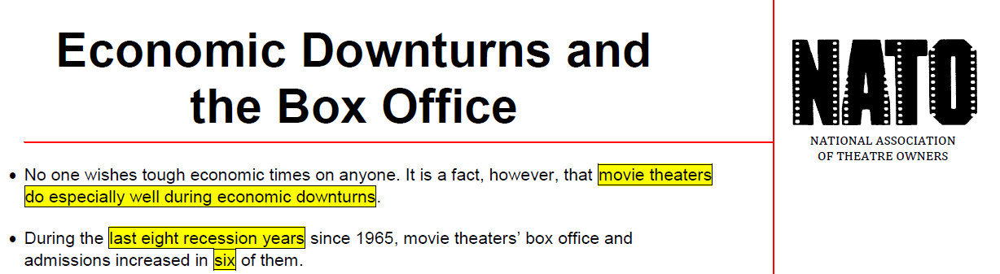 Economic Downturns and
the Box Office
NATO
NATIONAL ASSOCIATION
OF THEATRE OWNERS
• No one wishes tough economic times on anyone. It is a fact, however, that movie theaters
do especially well during economic downturns.
• During the last eight recession years since 1965, movie theaters’ box office and
admissions increased in six of them.